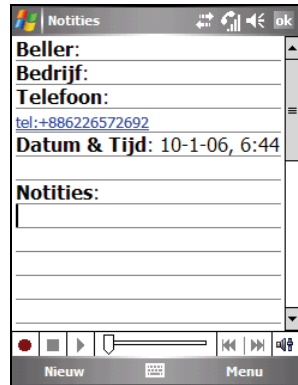 Notities ok
Beller:
Bedrijf:
Telefoon:
tel:+886226572692
Datum & Tijd: 10-1-06, 6:44
Notities:
Nieuw Menu